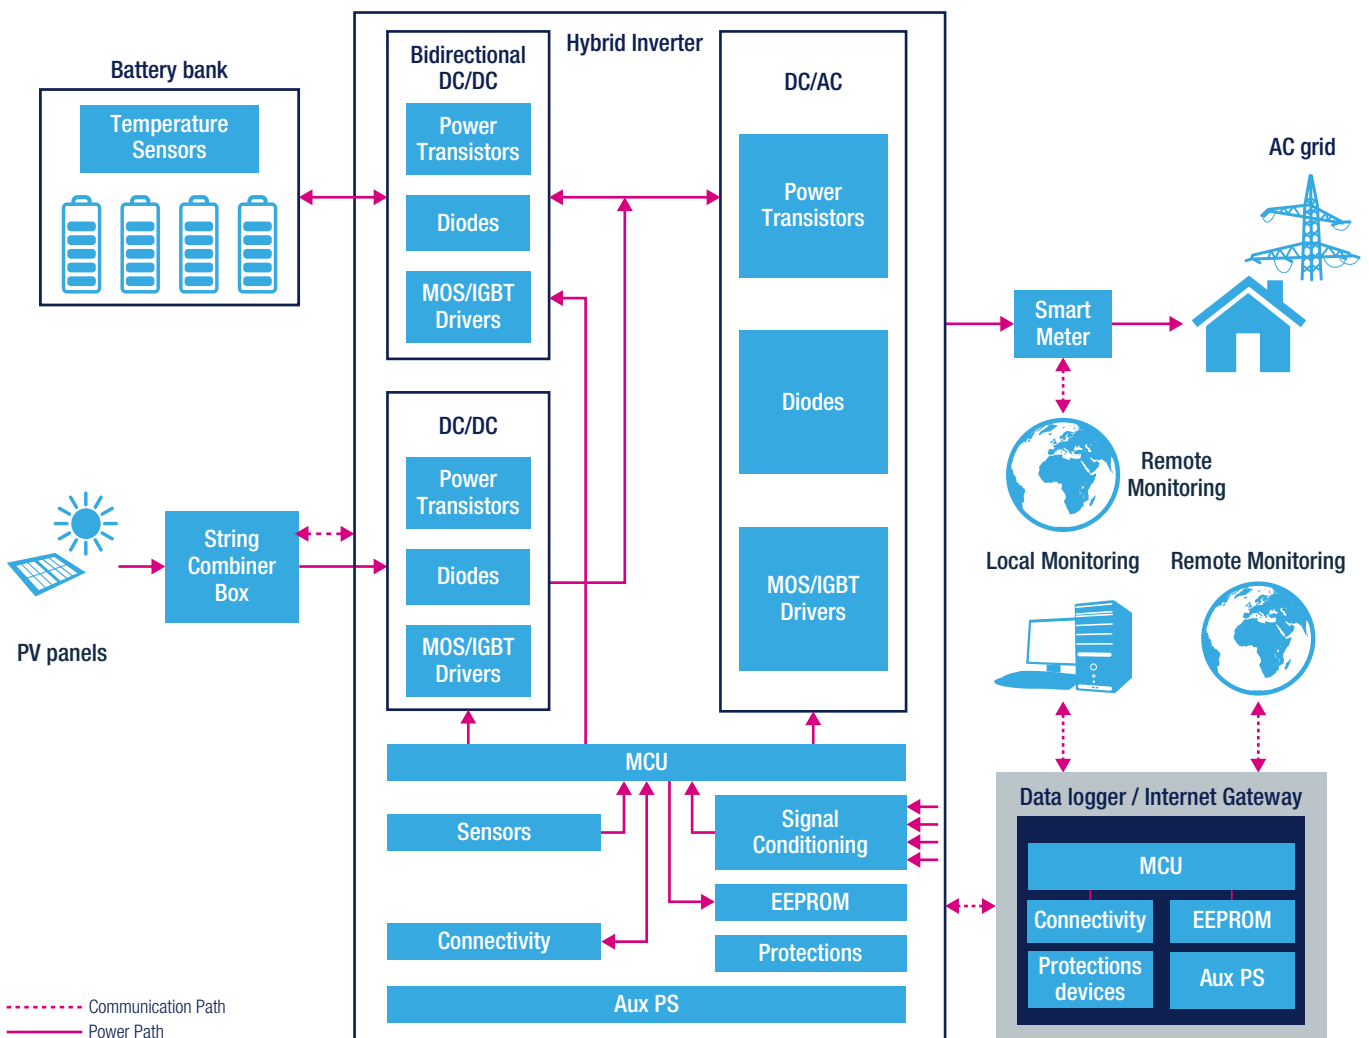 Hybrid Inverter
Battery bank
Temperature
Sensors
Bidirectional
DC/DC
Power
Transistors
Diodes
MOS/IGBT
Drivers
DC/AC
Power
Transistors
Diodes
MOS/IGBT
Drivers
AC grid
Smart
Meter
Remote
Monitoring
DC/DC
Power
Transistors
Diodes
MOS/IGBT
Drivers
String
Combiner
Box
PV panels
Local Monitoring
Remote Monitoring
MCU
Sensors
Signal
Conditioning
EEPROM
Connectivity
Protections
Aux PS
Data logger / Internet Gateway
MCU
Connectivity
EEPROM
Protections
devices
Aux PS
Communication Path
Power Path